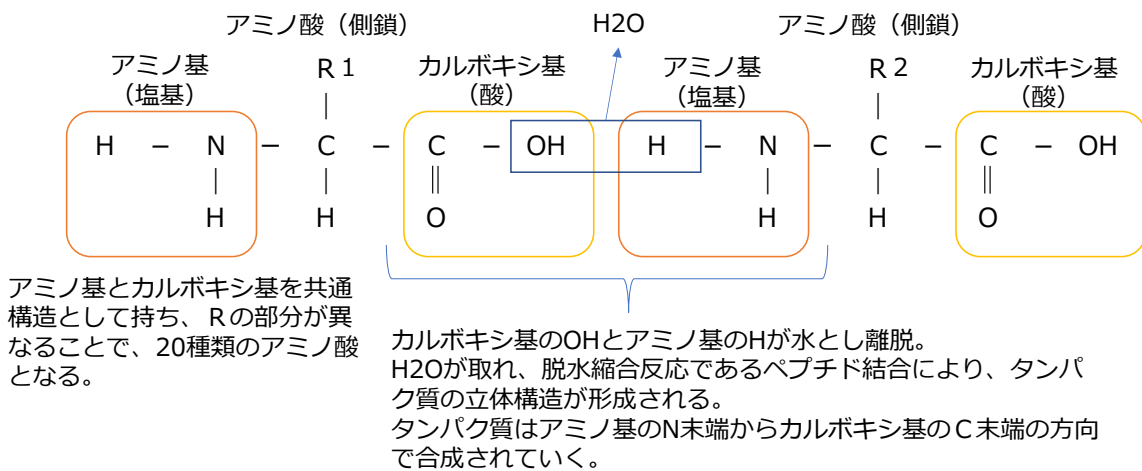 アミノ酸（側鎖） H2O アミノ酸（側鎖）
アミノ基 R 1 カルボキシ基 アミノ基 R 2 カルボキシ基
（塩基） （酸） （塩基） （酸）
H － N － C － C － OH H － N － C － C － OH
H H O H H O
アミノ基とカルボキシ基を共通
構造として持ち、Ｒの部分が異
なることで、20種類のアミノ酸
となる。
カルボキシ基のOHとアミノ基のHが水とし離脱。
H2Oが取れ、脱水縮合反応であるペプチド結合により、タンパ
ク質の立体構造が形成される。
タンパク質はアミノ基のN末端からカルボキシ基のＣ末端の方向
で合成されていく。